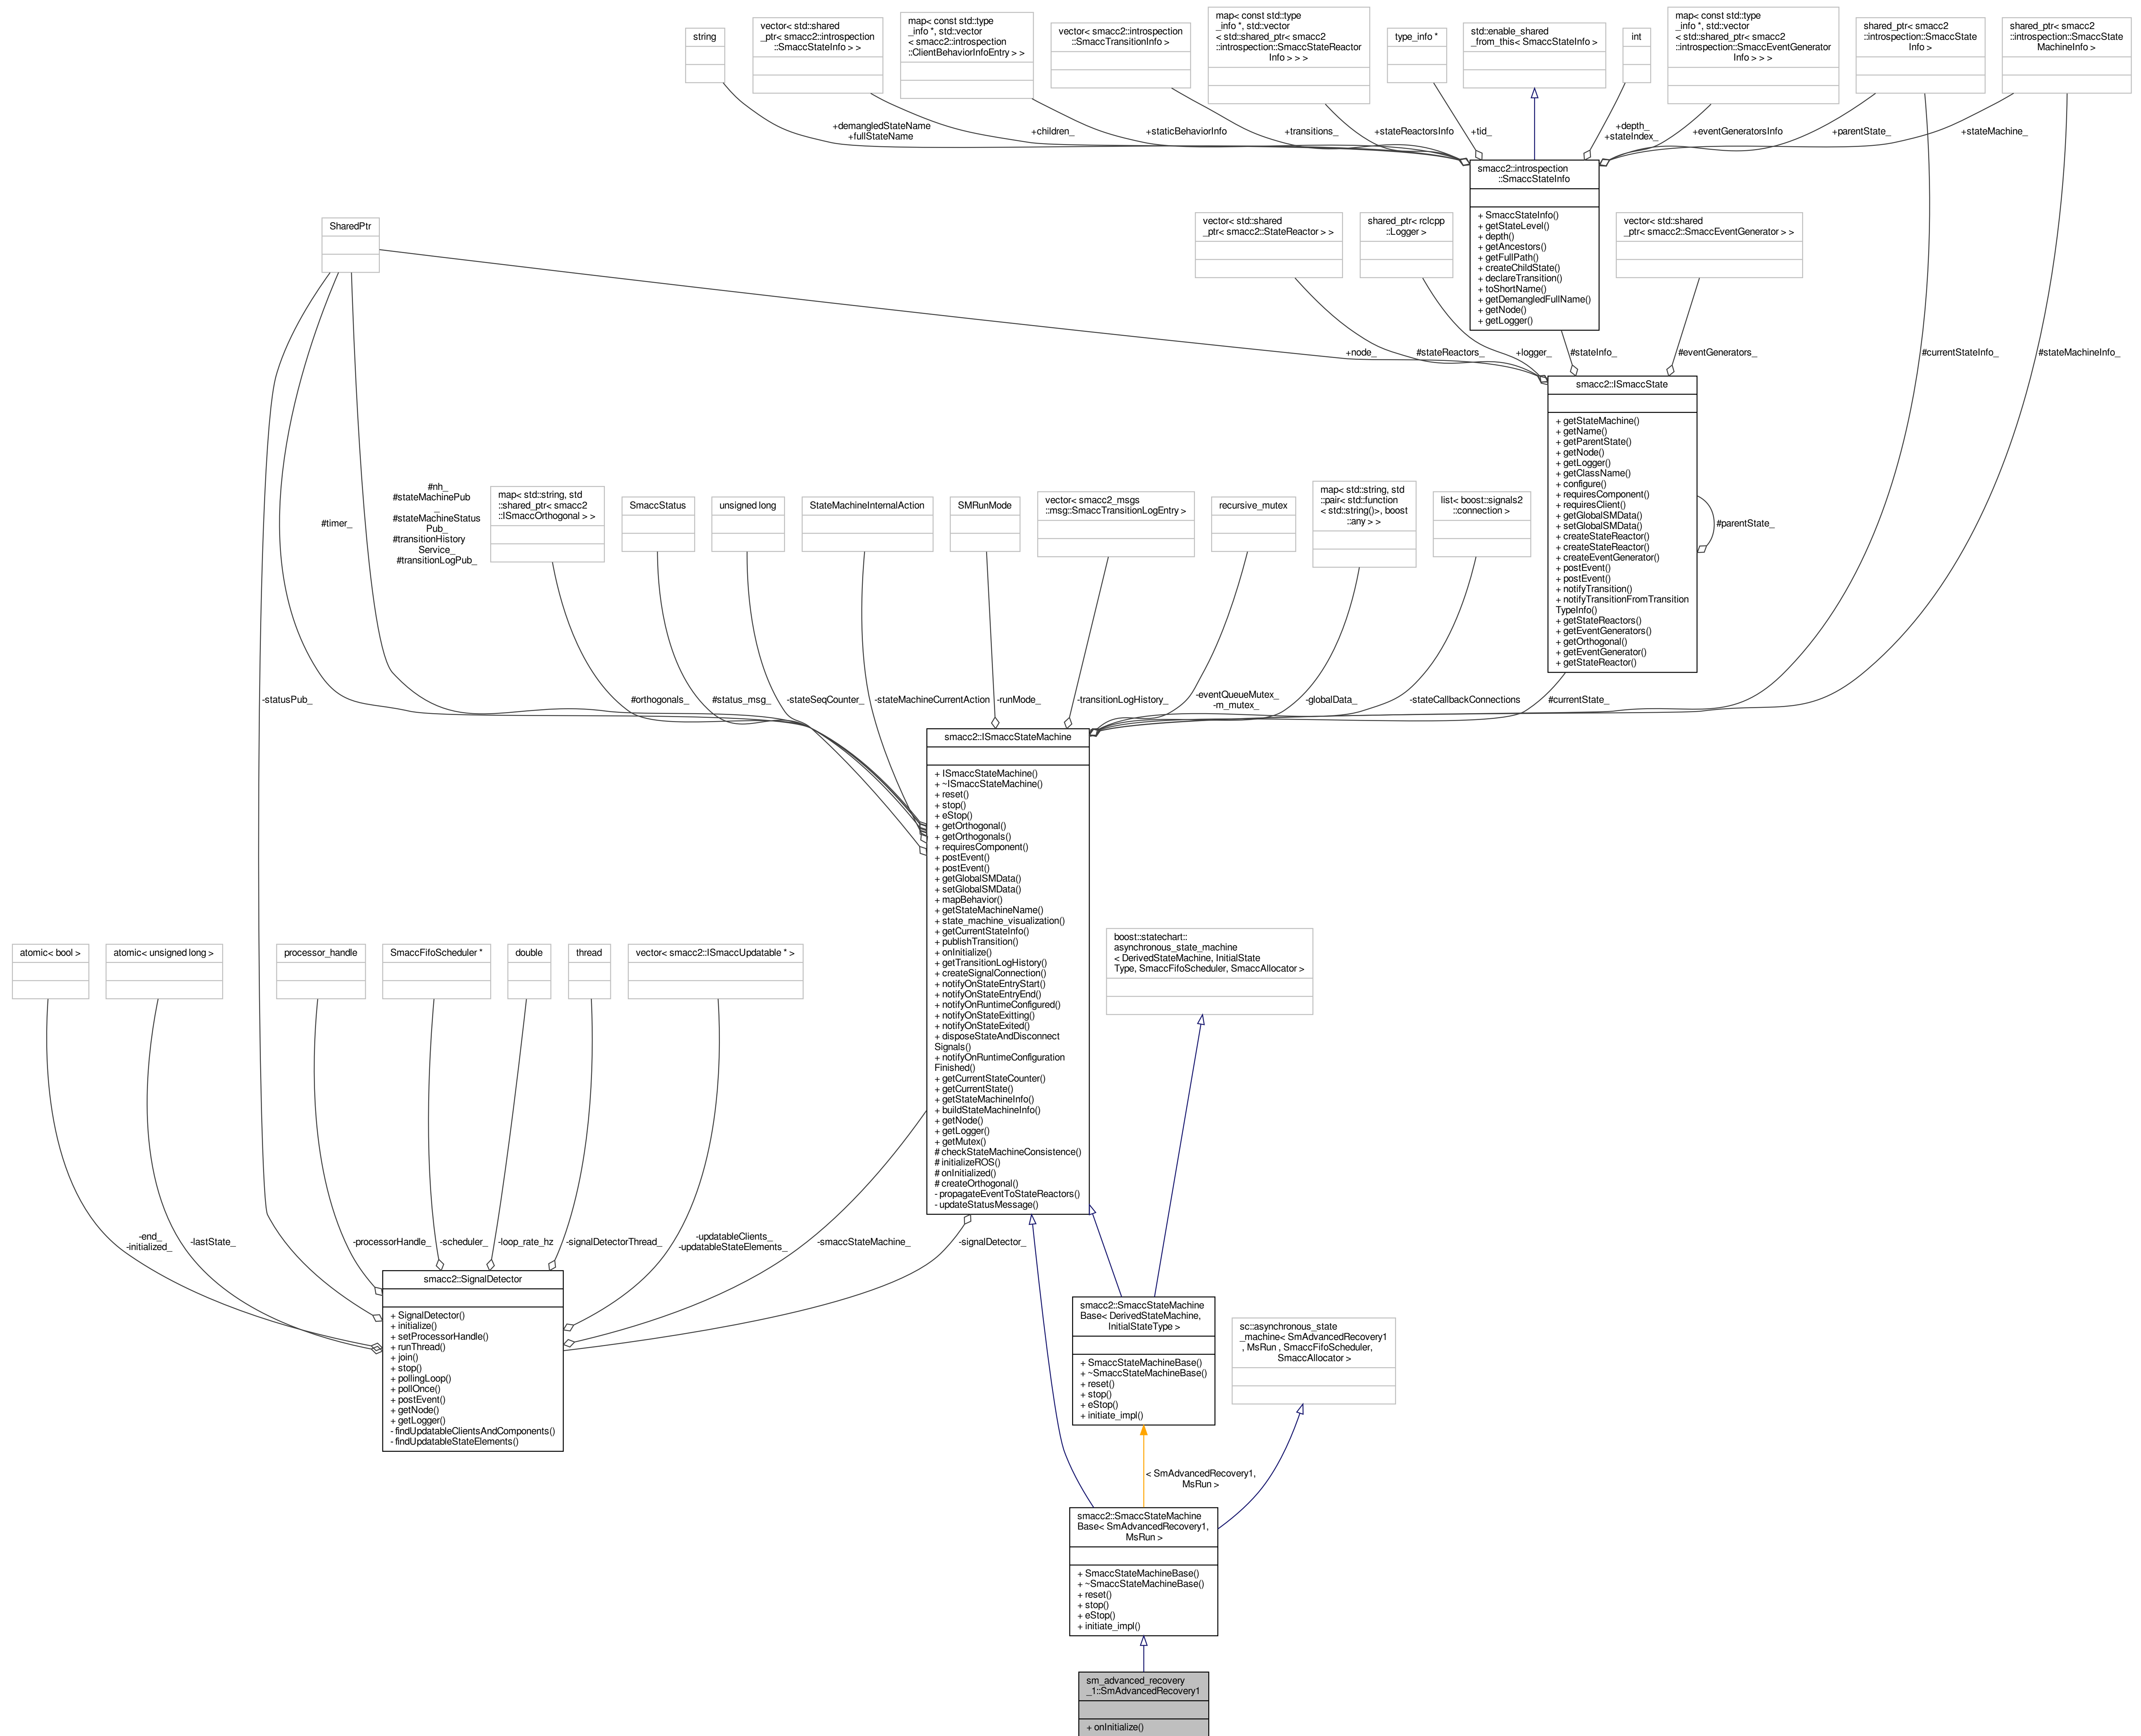 string
vector< std::shared
_ptr< smacc2::introspection
::SmaccStateInfo > >
map< const std::type
_info *, std::vector
< smacc2::introspection
::ClientBehaviorInfoEntry > >
vector< smacc2::introspection
::SmaccTransitionInfo >
map< const std::type
_info *, std::vector
< std::shared_ptr< smacc2
::introspection::SmaccStateReactor
Info > > >
type_info *
std::enable_shared
_from_this< SmaccStateInfo >
int
map< const std::type
_info *, std::vector
< std::shared_ptr< smacc2
::introspection::SmaccEventGenerator
Info > > >
shared_ptr< smacc2
::introspection::SmaccState
Info >
shared_ptr< smacc2
::introspection::SmaccState
MachineInfo >
+demangledStateName
+fullStateName
+children_
+staticBehaviorInfo
+transitions_
+stateReactorsInfo
+tid_
+depth_
+stateIndex_
+eventGeneratorsInfo
+parentState_
+stateMachine_
smacc2::introspection
::SmaccStateInfo
+ SmaccStateInfo()
+ getStateLevel()
+ depth()
+ getAncestors()
+ getFullPath()
+ createChildState()
+ declareTransition()
+ toShortName()
+ getDemangledFullName()
+ getNode()
+ getLogger()
SharedPtr
vector< std::shared
_ptr< smacc2::StateReactor > >
shared_ptr< rclcpp
::Logger >
vector< std::shared
_ptr< smacc2::SmaccEventGenerator > >
+node_
#stateReactors_
+logger_
#stateInfo_
#eventGenerators_
#currentStateInfo_
#stateMachineInfo_
smacc2::ISmaccState
+ getStateMachine()
+ getName()
+ getParentState()
+ getNode()
+ getLogger()
+ getClassName()
+ configure()
+ requiresComponent()
+ requiresClient()
+ getGlobalSMData()
+ setGlobalSMData()
+ createStateReactor()
+ createStateReactor()
+ createEventGenerator()
+ postEvent()
+ postEvent()
+ notifyTransition()
+ notifyTransitionFromTransition
TypeInfo()
+ getStateReactors()
+ getEventGenerators()
+ getOrthogonal()
+ getEventGenerator()
+ getStateReactor()
#parentState_
#timer_
#nh_
#stateMachinePub
_
#stateMachineStatus
Pub_
#transitionHistory
Service_
#transitionLogPub_
map< std::string, std
::shared_ptr< smacc2
::ISmaccOrthogonal > >
SmaccStatus
unsigned long
StateMachineInternalAction
SMRunMode
vector< smacc2_msgs
::msg::SmaccTransitionLogEntry >
recursive_mutex
map< std::string, std
::pair< std::function
< std::string()>, boost
::any > >
list< boost::signals2
::connection >
-statusPub_
#orthogonals_
#status_msg_
-stateSeqCounter_
-stateMachineCurrentAction
-runMode_
-transitionLogHistory_
-eventQueueMutex_
-m_mutex_
-globalData_
-stateCallbackConnections
#currentState_
smacc2::ISmaccStateMachine
+ ISmaccStateMachine()
+ ~ISmaccStateMachine()
+ reset()
+ stop()
+ eStop()
+ getOrthogonal()
+ getOrthogonals()
+ requiresComponent()
+ postEvent()
+ postEvent()
+ getGlobalSMData()
+ setGlobalSMData()
+ mapBehavior()
+ getStateMachineName()
+ state_machine_visualization()
+ getCurrentStateInfo()
+ publishTransition()
+ onInitialize()
+ getTransitionLogHistory()
+ createSignalConnection()
+ notifyOnStateEntryStart()
+ notifyOnStateEntryEnd()
+ notifyOnRuntimeConfigured()
+ notifyOnStateExitting()
+ notifyOnStateExited()
+ disposeStateAndDisconnect
Signals()
+ notifyOnRuntimeConfiguration
Finished()
+ getCurrentStateCounter()
+ getCurrentState()
+ getStateMachineInfo()
+ buildStateMachineInfo()
+ getNode()
+ getLogger()
+ getMutex()
# checkStateMachineConsistence()
# initializeROS()
# onInitialized()
# createOrthogonal()
- propagateEventToStateReactors()
- updateStatusMessage()
atomic< bool >
atomic< unsigned long >
processor_handle
SmaccFifoScheduler *
double
thread
vector< smacc2::ISmaccUpdatable * >
boost::statechart::
asynchronous_state_machine
< DerivedStateMachine, InitialState
Type, SmaccFifoScheduler, SmaccAllocator >
-end_
-initialized_
-lastState_
-processorHandle_
-scheduler_
-loop_rate_hz
-signalDetectorThread_
-updatableClients_
-updatableStateElements_
-smaccStateMachine_
-signalDetector_
smacc2::SignalDetector
+ SignalDetector()
+ initialize()
+ setProcessorHandle()
+ runThread()
+ join()
+ stop()
+ pollingLoop()
+ pollOnce()
+ postEvent()
+ getNode()
+ getLogger()
- findUpdatableClientsAndComponents()
- findUpdatableStateElements()
smacc2::SmaccStateMachine
Base< DerivedStateMachine,
InitialStateType >
+ SmaccStateMachineBase()
+ ~SmaccStateMachineBase()
+ reset()
+ stop()
+ eStop()
+ initiate_impl()
sc::asynchronous_state
_machine< SmAdvancedRecovery1
, MsRun , SmaccFifoScheduler,
SmaccAllocator >
< SmAdvancedRecovery1,
MsRun >
smacc2::SmaccStateMachine
Base< SmAdvancedRecovery1,
MsRun >
+ SmaccStateMachineBase()
+ ~SmaccStateMachineBase()
+ reset()
+ stop()
+ eStop()
+ initiate_impl()
sm_advanced_recovery
_1::SmAdvancedRecovery1
+ onInitialize()